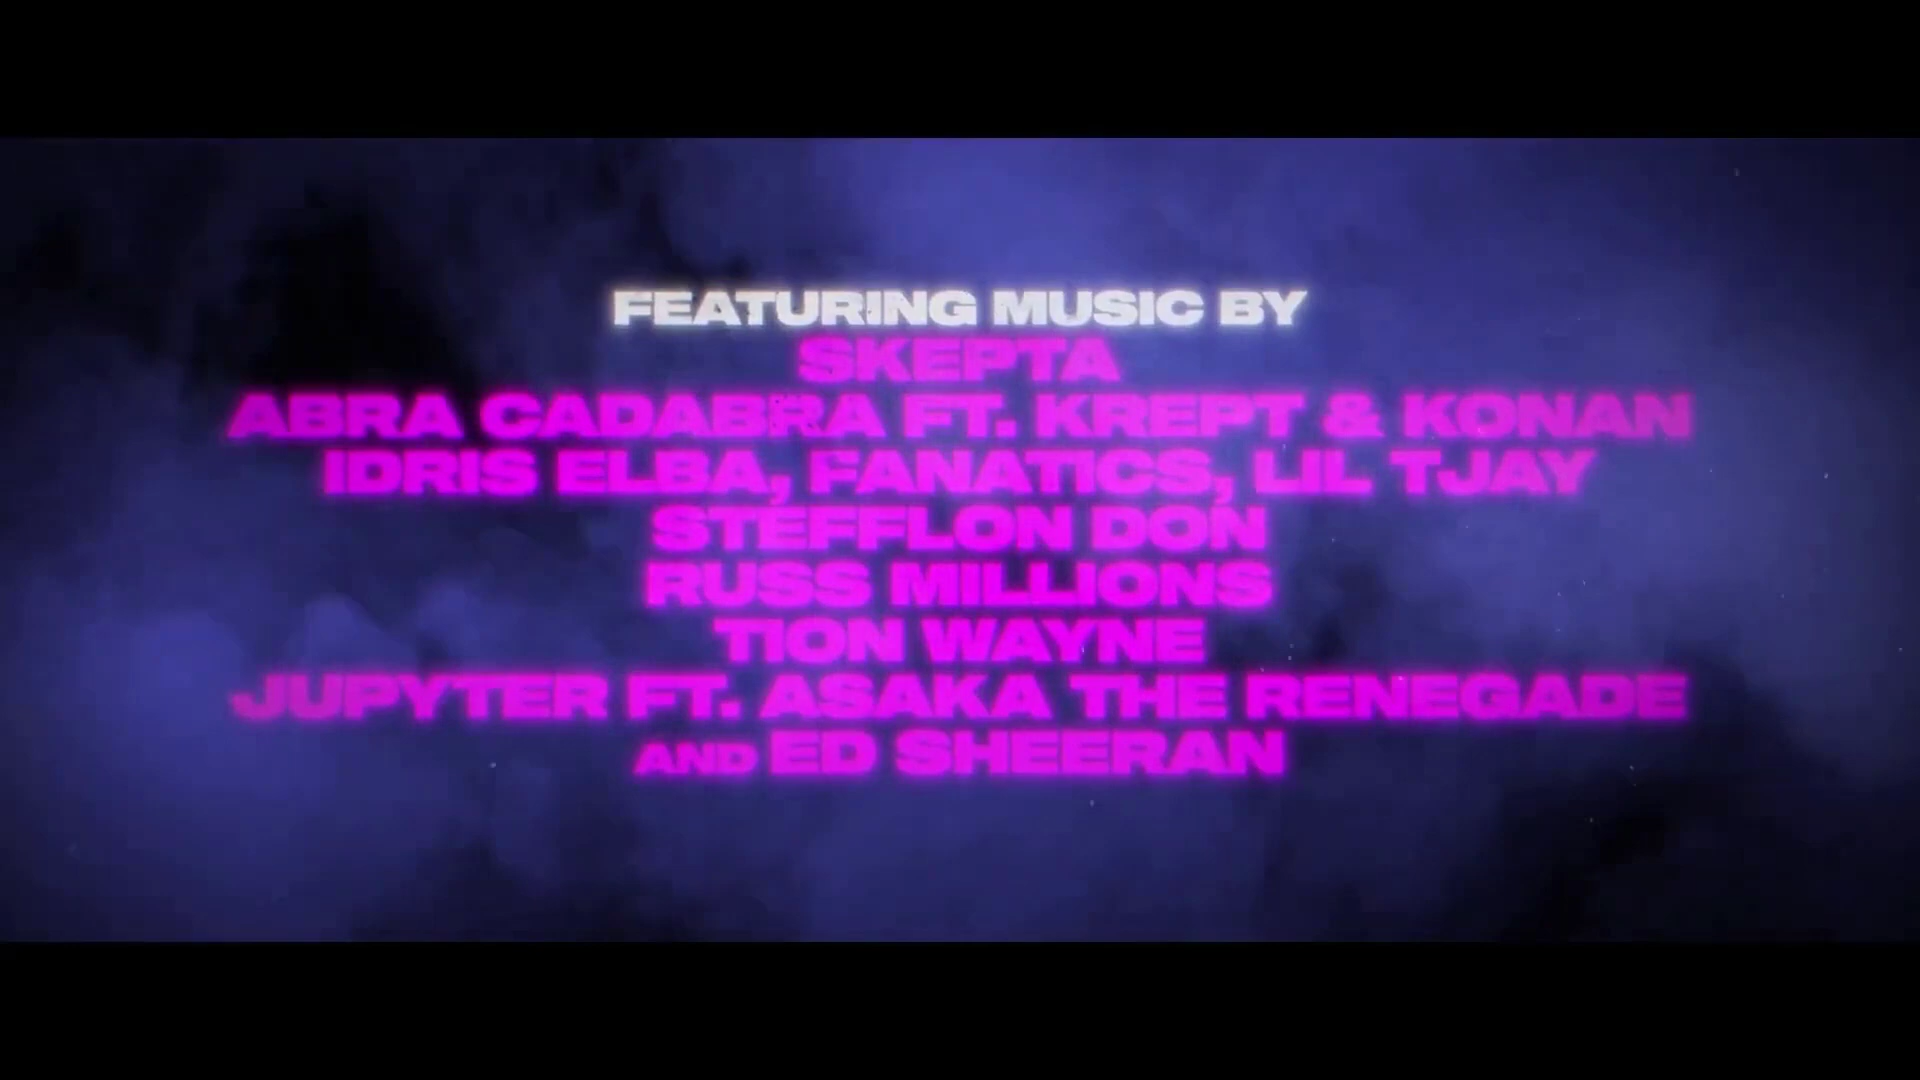 FEATURING MUSIC BY
SKEPTA
ABRA CADABRA FT. KREPT & KONAN
IDRIS ELBA, FANATICS, LIL TJAY
STEFFLON DON
RUSS MILLIONS
TION WAYNE
JUPYTER FT. ASAKA THE RENEGADE
AND ED SHEERAN